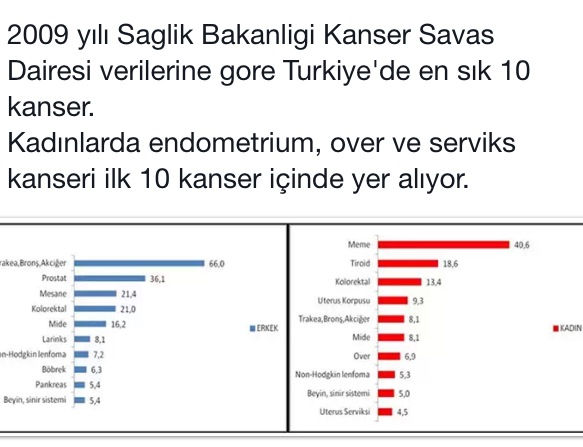 2009 yılı Saglik Bakanligi Kanser Savas
Dairesi verilerine gore Turkiye'de en sık 10
kanser.
Kadınlarda endometrium, over ve serviks
kanseri ilk 10 kanser içinde yer alıyor.
rakea,Bronş,Akciğer 66,0
Prostat 36,1
Mesane 21,4
Kolorektal 21,0
Mide 16,2
Larinks 8,1
on-Hodgkin lenfoma 7,2
Böbrek 6,3
Pankreas 5,4
Beyin, sinir sistemi 5,4
ERKEK
Meme 40,6
Tiroid 18,6
Kolorektal 13,4
Uterus Korpusu 9,3
Trakea,Bronş,Akciğer 8,1
Mide 8,1
Over 6,9
Non-Hodgkin lenfoma 5,3
Beyin, sinir sistemi 5,0
Uterus Serviksi 4,5
KADIN